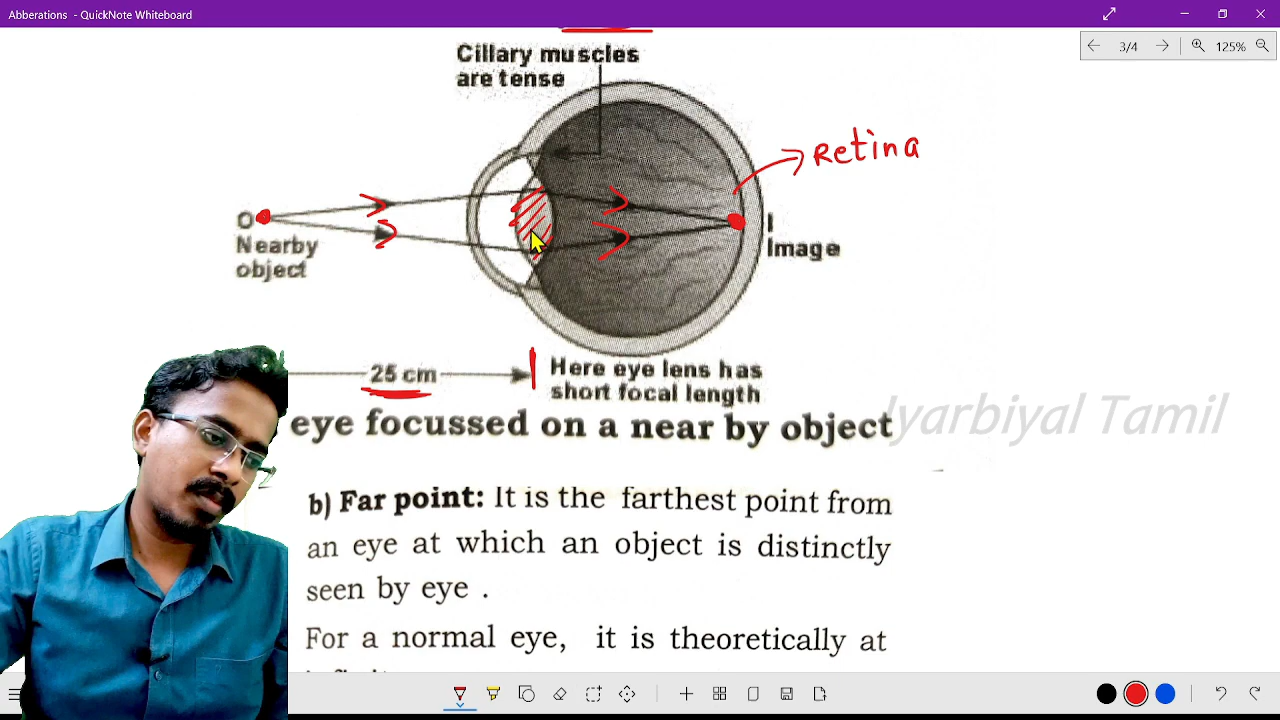 Abberations - QuickNote Whiteboard
3/4
Cillary muscles
are tense
Retina
O
Nearby
object
I
Image
25 cm
Here eye lens has
short focal length
eye focussed on a near by object
Iyarbiyal Tamil
b) Far point: It is the farthest point from
an eye at which an object is distinctly
seen by eye .
For a normal eye, it is theoretically at